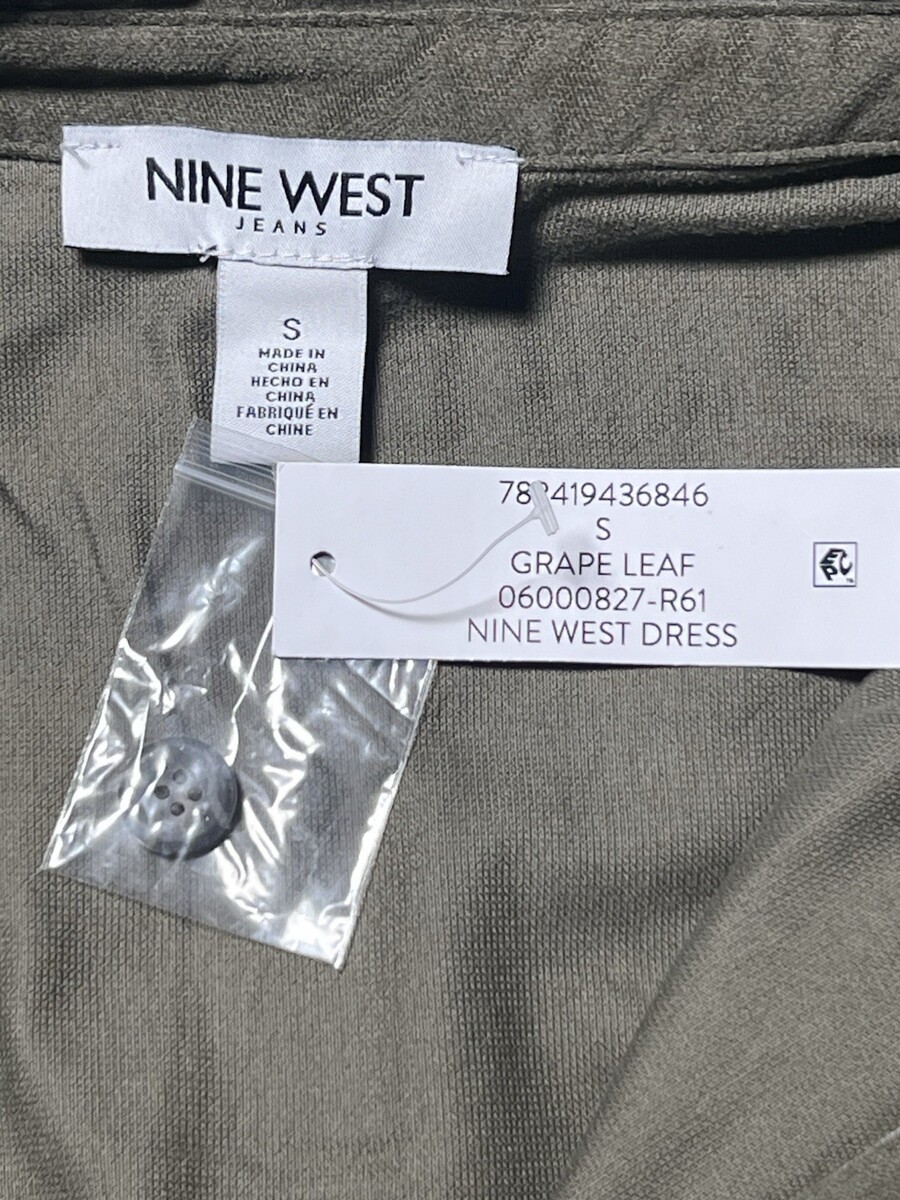 NINE WEST
JEANS
S
MADE IN
CHINA
HECHO EN
CHINA
FABRIQUÉ EN
CHINE
S
GRAPE LEAF
06000827-R61
NINE WEST DRESS
EPC